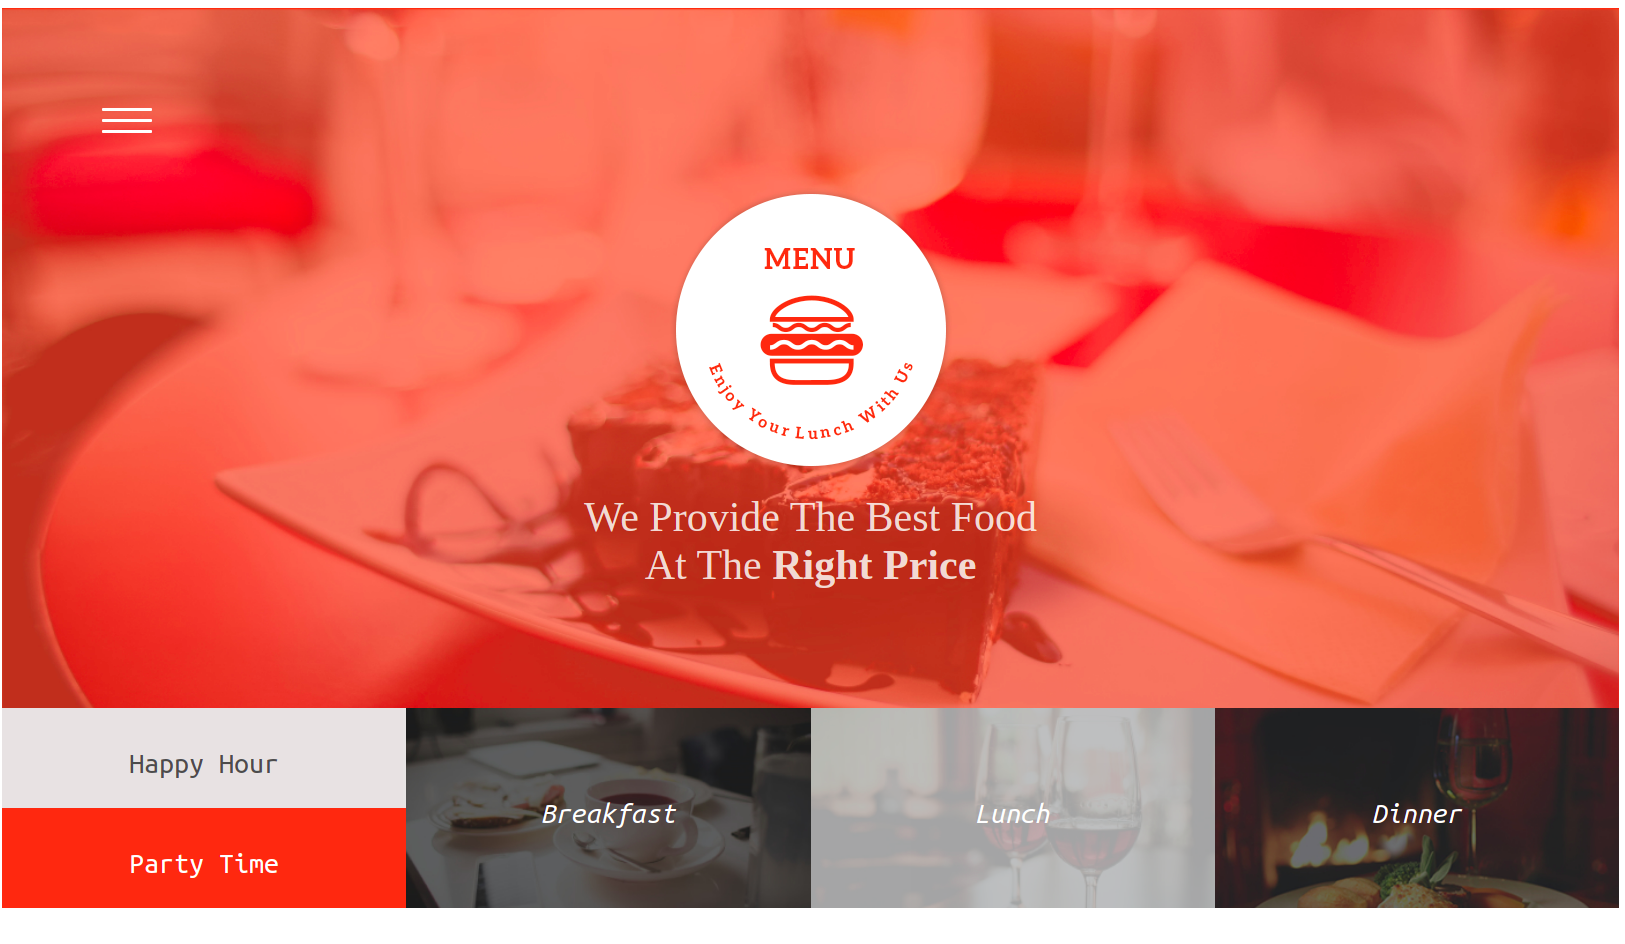 MENU
Enjoy Your Lunch With Us
We Provide The Best Food
At The Right Price
Happy Hour
Party Time
Breakfast
Lunch
Dinner